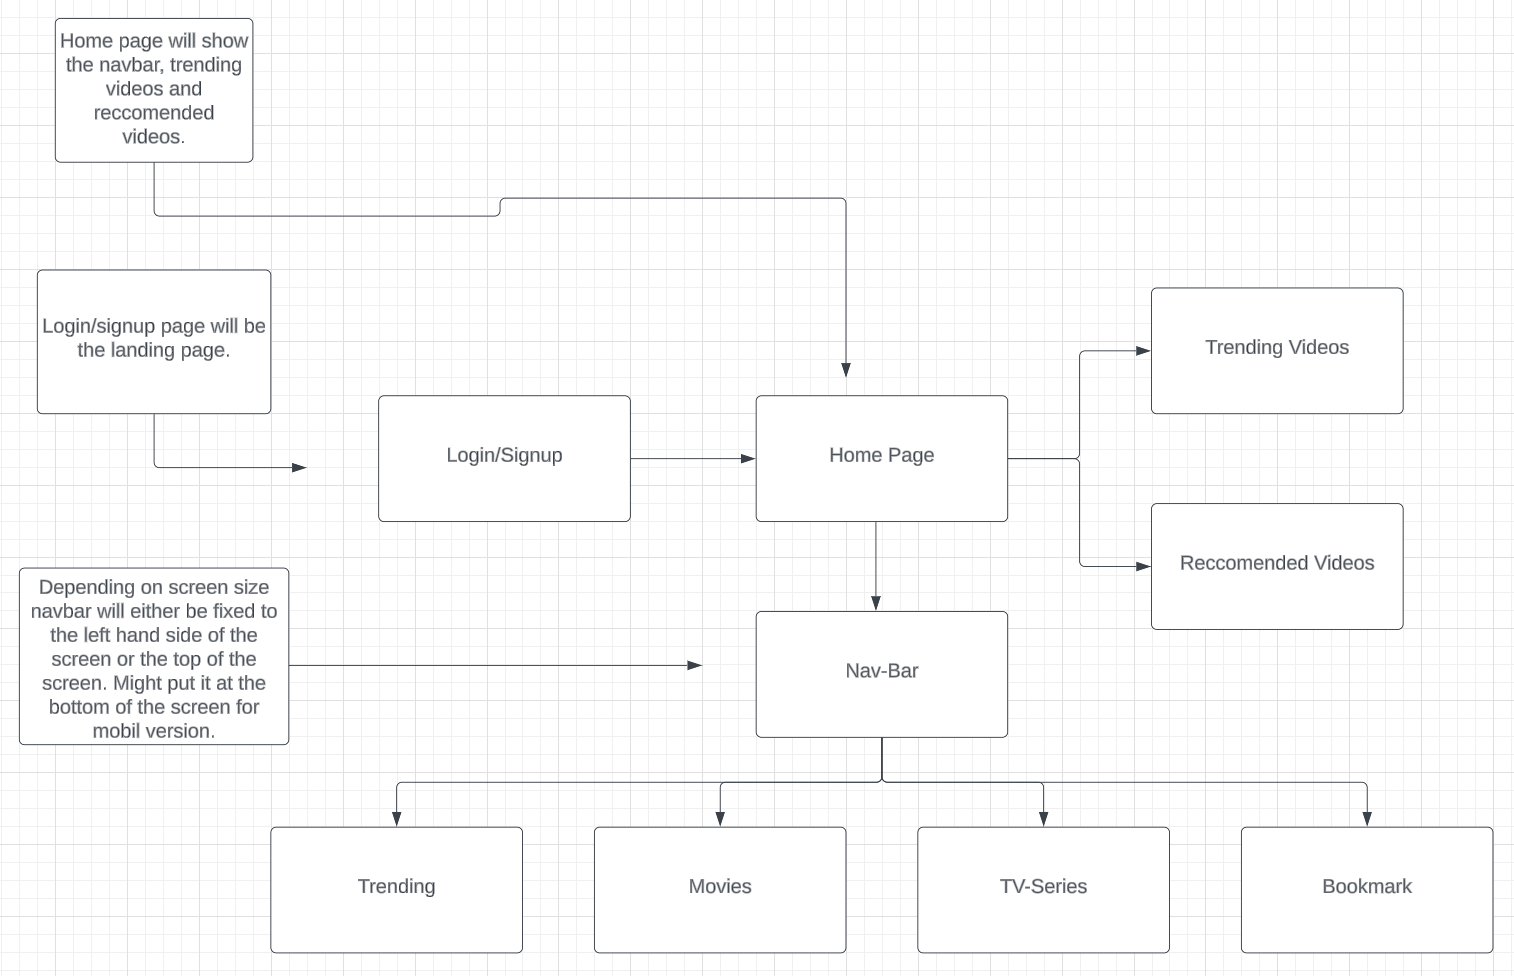 Home page will show
the navbar, trending
videos and
reccomended
videos.
Login/signup page will be
the landing page.
Trending Videos
Login/Signup
Home Page
Reccomended Videos
Depending on screen size
navbar will either be fixed to
the left hand side of the
screen or the top of the
screen. Might put it at the
bottom of the screen for
mobil version.
Nav-Bar
Trending
Movies
TV-Series
Bookmark